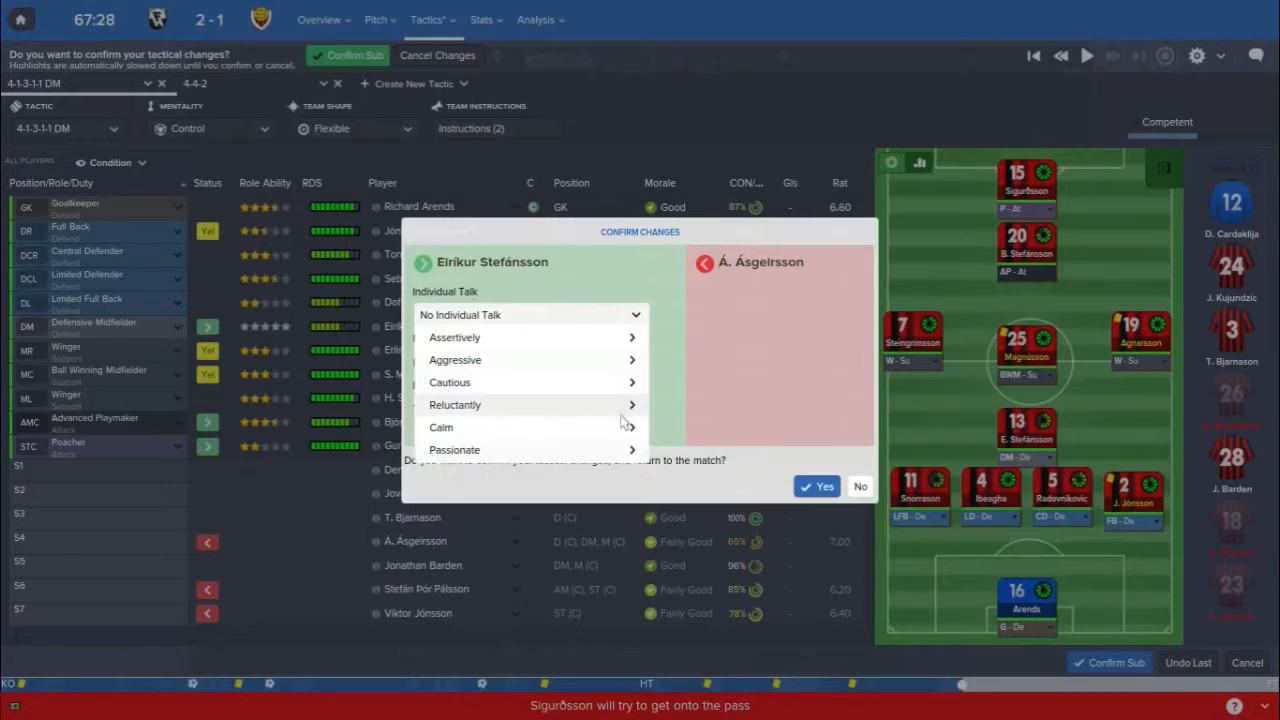 67:28
2 - 1
Overview
Pitch
Tactics*
Stats
Analysis
Do you want to confirm your tactical changes?
Highlights are automatically slowed down until you confirm or cancel.
Confirm Sub
Cancel Changes
4-1-3-1-1 DM
4-4-2
Create New Tactic
TACTIC
MENTALITY
TEAM SHAPE
TEAM INSTRUCTIONS
4-1-3-1-1 DM
Control
Flexible
Instructions (2)
Competent
ALL PLAYERS
Condition
Position/Role/Duty
Status
Role Ability
RDS
Player
C
Position
Morale
CON/...
Gls
Rat
GK
Goalkeeper
Defend
Richard Arends
GK
Good
87%
-
6.60
DR
Full Back
Defend
Yel
DCR
Central Defender
Defend
DCL
Limited Defender
Defend
DL
Limited Full Back
Defend
DM
Defensive Midfielder
Defend
MR
Winger
Support
Yel
MC
Ball Winning Midfielder
Support
Yel
ML
Winger
Support
AMC
Advanced Playmaker
Attack
STC
Poacher
Attack
S1
S2
S3
T. Bjarnason
D (C)
Good
100%
-
S4
Á. Ásgeirsson
D (C), DM, M (C)
Fairly Good
65%
-
7.00
S5
Jonathan Barden
DM, M (C)
Good
96%
-
S6
Stefán Þór Pálsson
AM (C), ST (C)
Fairly Good
85%
-
6.20
S7
Viktor Jónsson
ST (C)
Fairly Good
78%
-
6.40
CONFIRM CHANGES
Eiríkur Stefánsson
Á. Ásgeirsson
Individual Talk
No Individual Talk
Assertively
Aggressive
Cautious
Reluctantly
Calm
Passionate
Yes
No
15
Sigurðsson
P - At
20
B. Stefánsson
AP - At
7
Steingrímsson
W - Su
25
Magnússon
BWM - Su
19
Agnarsson
W - Su
13
E. Stefánsson
DM - De
11
Snorrason
LFB - De
4
Ibeagha
LD - De
5
Radovnikovic
CD - De
2
J. Jónsson
FB - De
16
Arends
G - De
12
D. Cardaklija
24
J. Kujundzic
3
T. Bjarnason
26
28
J. Barden
18
23
Confirm Sub
Undo Last
Cancel
KO
HT
Sigurðsson will try to get onto the pass